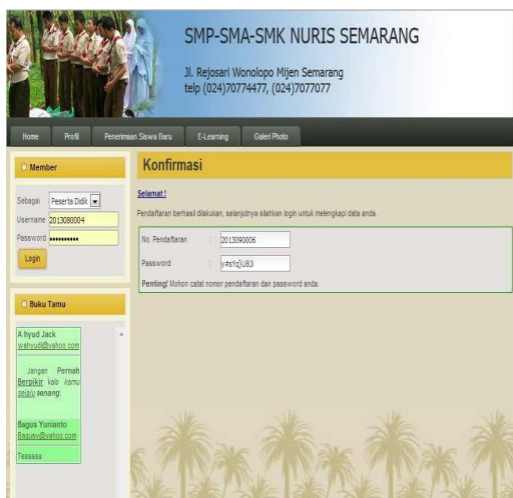 SMP-SMA-SMK NURIS SEMARANG
Jl. Rejosari Wonolopo Mijen Semarang
telp (024)70774477, (024)7077077
Home Profil Penerimaan Siswa Baru E-Learning Galeri Photo
Member
Sebagai Peserta Didik
Username 2013080004
Password ••••••••••
Login
Buku Tamu
A hyud Jack
wahyudi@yahoo.com
Jangan Pernah
Berpikir kalo kamu
selalu senang.
Bagus Yunianto
Bagusy@yahoo.com
Tesssss
Konfirmasi
Selamat !
Pendaftaran berhasil dilakukan, selanjutnya silahkan login untuk melengkapi data anda.
No. Pendaftaran : 2013090006
Password :
Penting! Mohon catat nomor pendaftaran dan password anda.